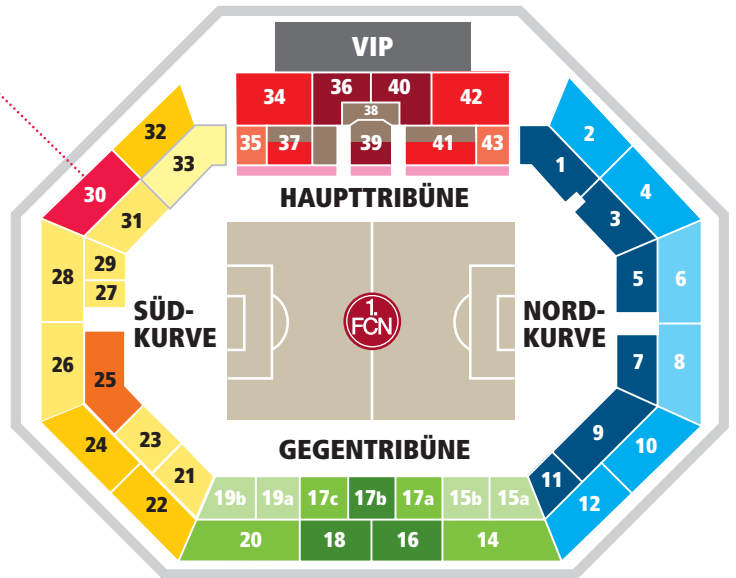 VIP
34
36
40
42
38
35
37
39
41
43
HAUPTTRIBÜNE
32
33
30
31
28
29
27
26
25
24
23
22
21
SÜD-
KURVE
1.
FCN
NORD-
KURVE
2
1
4
3
5
6
7
8
9
10
11
12
GEGENTRIBÜNE
19b
19a
17c
17b
17a
15b
15a
20
18
16
14